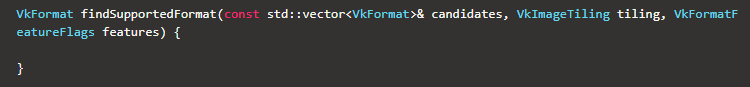 VkFormat findSupportedFormat(const std::vector<VkFormat>& candidates, VkImageTiling tiling, VkFormatF
eatureFlags features) {
}